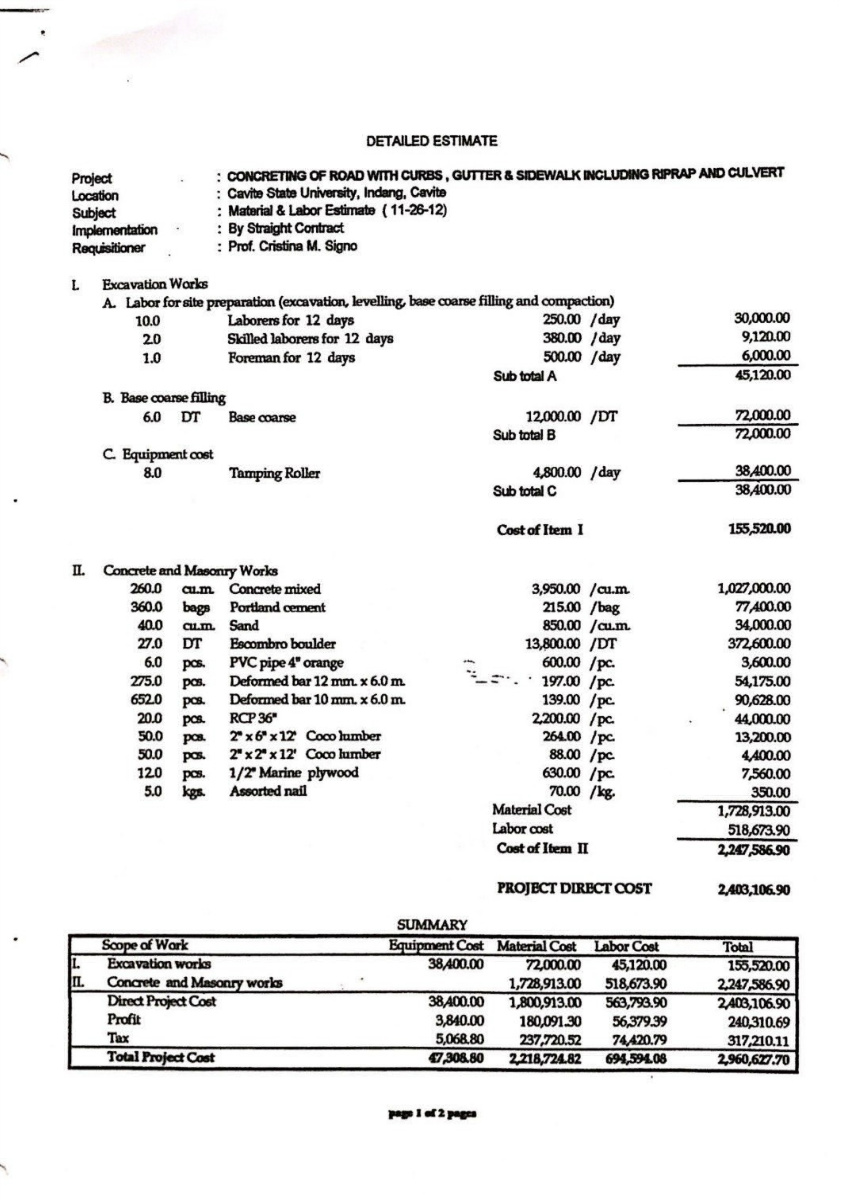 DETAILED ESTIMATE
Project : CONCRETING OF ROAD WITH CURBS , GUTTER & SIDEWALK INCLUDING RIPRAP AND CULVERT
Location : Cavite State University, Indang, Cavite
Subject : Material & Labor Estimate ( 11-26-12)
Implementation : By Straight Contract
Requisitioner : Prof. Cristina M. Signo
I. Excavation Works
A. Labor for site preparation (excavation, levelling, base coarse filling and compaction)
10.0 Laborers for 12 days 250.00 /day 30,000.00
2.0 Skilled laborers for 12 days 380.00 /day 9,120.00
1.0 Foreman for 12 days 500.00 /day 6,000.00
Sub total A 45,120.00
B. Base coarse filling
6.0 DT Base coarse 12,000.00 /DT 72,000.00
Sub total B 72,000.00
C. Equipment cost
8.0 Tamping Roller 4,800.00 /day 38,400.00
Sub total C 38,400.00
Cost of Item I 155,520.00
II. Concrete and Masonry Works
260.0 cu.m. Concrete mixed 3,950.00 /cu.m. 1,027,000.00
360.0 bags Portland cement 215.00 /bag 77,400.00
40.0 cu.m. Sand 850.00 /cu.m. 34,000.00
27.0 DT Escombro boulder 13,800.00 /DT 372,600.00
6.0 pcs. PVC pipe 4" orange 600.00 /pc. 3,600.00
275.0 pcs. Deformed bar 12 mm. x 6.0 m. 197.00 /pc. 54,175.00
652.0 pcs. Deformed bar 10 mm. x 6.0 m. 139.00 /pc. 90,628.00
20.0 pcs. RCP 36" 2,200.00 /pc. 44,000.00
50.0 pcs. 2" x 6" x 12' Coco lumber 264.00 /pc. 13,200.00
50.0 pcs. 2" x 2" x 12' Coco lumber 88.00 /pc. 4,400.00
12.0 pcs. 1/2" Marine plywood 630.00 /pc. 7,560.00
5.0 kgs. Assorted nail 70.00 /kg. 350.00
Material Cost 1,728,913.00
Labor cost 518,673.90
Cost of Item II 2,247,586.90
PROJECT DIRECT COST 2,403,106.90
SUMMARY
Scope of Work Equipment Cost Material Cost Labor Cost Total
I. Excavation works 38,400.00 72,000.00 45,120.00 155,520.00
II. Concrete and Masonry works 1,728,913.00 518,673.90 2,247,586.90
Direct Project Cost 38,400.00 1,800,913.00 563,793.90 2,403,106.90
Profit 3,840.00 180,091.30 56,379.39 240,310.69
Tax 5,068.80 237,720.52 74,420.79 317,210.11
Total Project Cost 47,308.80 2,218,724.82 694,594.08 2,960,627.70
page 1 of 2 pages